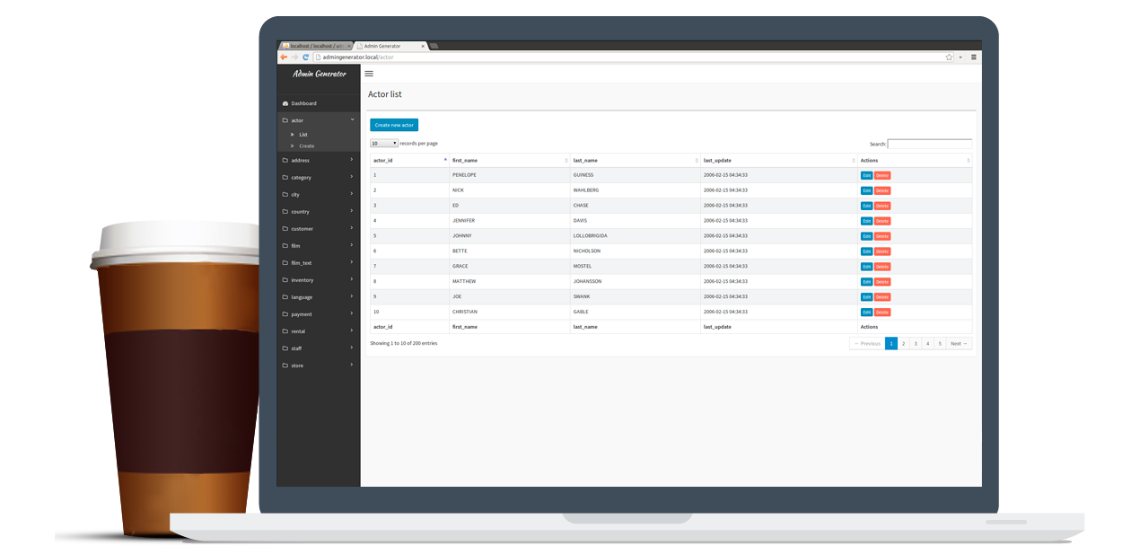 localhost / localhost / Admin Generator
admingenerator.local/actor
Admin Generator
Actor list
Dashboard
actor
List
Create
address
category
city
country
customer
film
film_text
inventory
language
payment
rental
staff
store
Create new actor
10 records per page Search:
actor_id first_name last_name last_update Actions
1 PENELOPE GUINESS 2006-02-15 04:34:33 Edit Delete
2 NICK WAHLBERG 2006-02-15 04:34:33 Edit Delete
3 ED CHASE 2006-02-15 04:34:33 Edit Delete
4 JENNIFER DAVIS 2006-02-15 04:34:33 Edit Delete
5 JOHNNY LOLLOBRIGIDA 2006-02-15 04:34:33 Edit Delete
6 BETTE NICHOLSON 2006-02-15 04:34:33 Edit Delete
7 GRACE MOSTEL 2006-02-15 04:34:33 Edit Delete
8 MATTHEW JOHANSSON 2006-02-15 04:34:33 Edit Delete
9 JOE SWANK 2006-02-15 04:34:33 Edit Delete
10 CHRISTIAN GABLE 2006-02-15 04:34:33 Edit Delete
actor_id first_name last_name last_update Actions
Showing 1 to 10 of 200 entries
← Previous 1 2 3 4 5 Next →